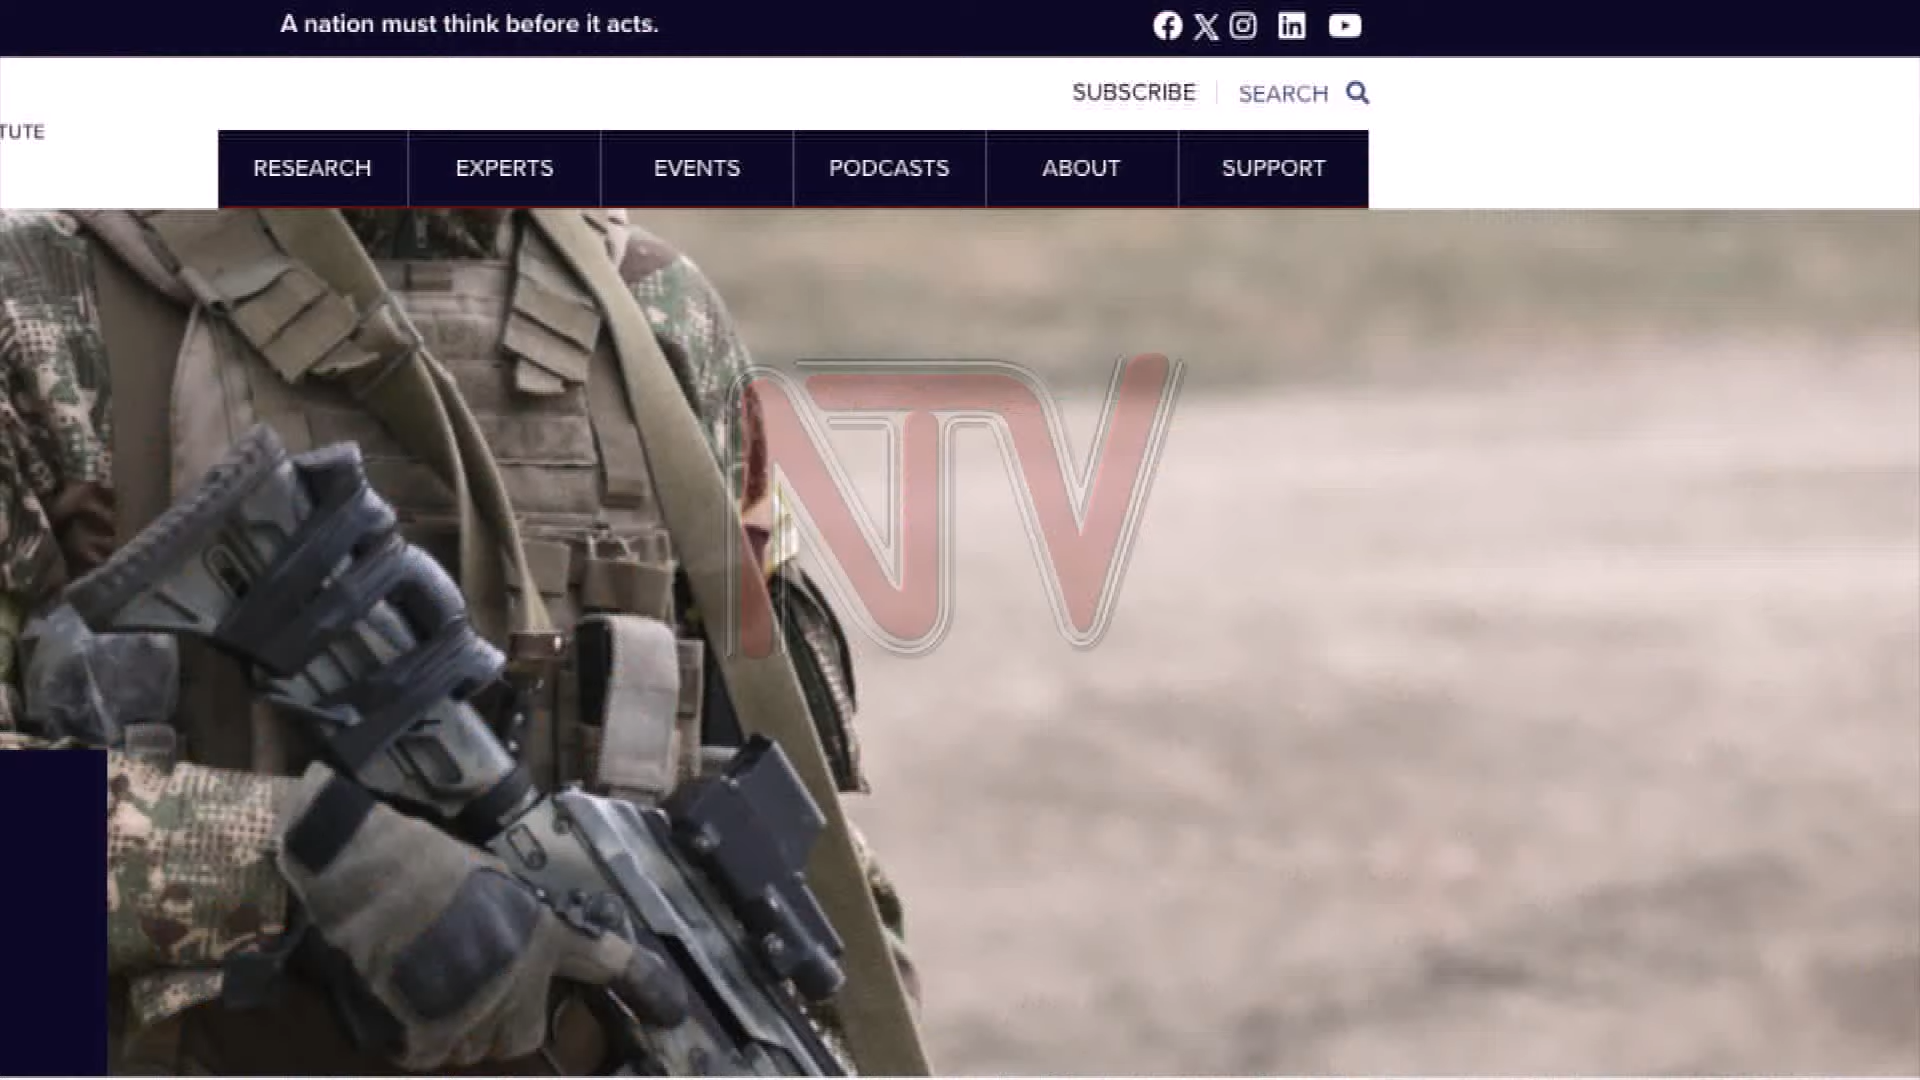 A nation must think before it acts.
SUBSCRIBE
SEARCH
TUTE
RESEARCH
EXPERTS
EVENTS
PODCASTS
ABOUT
SUPPORT
NTV